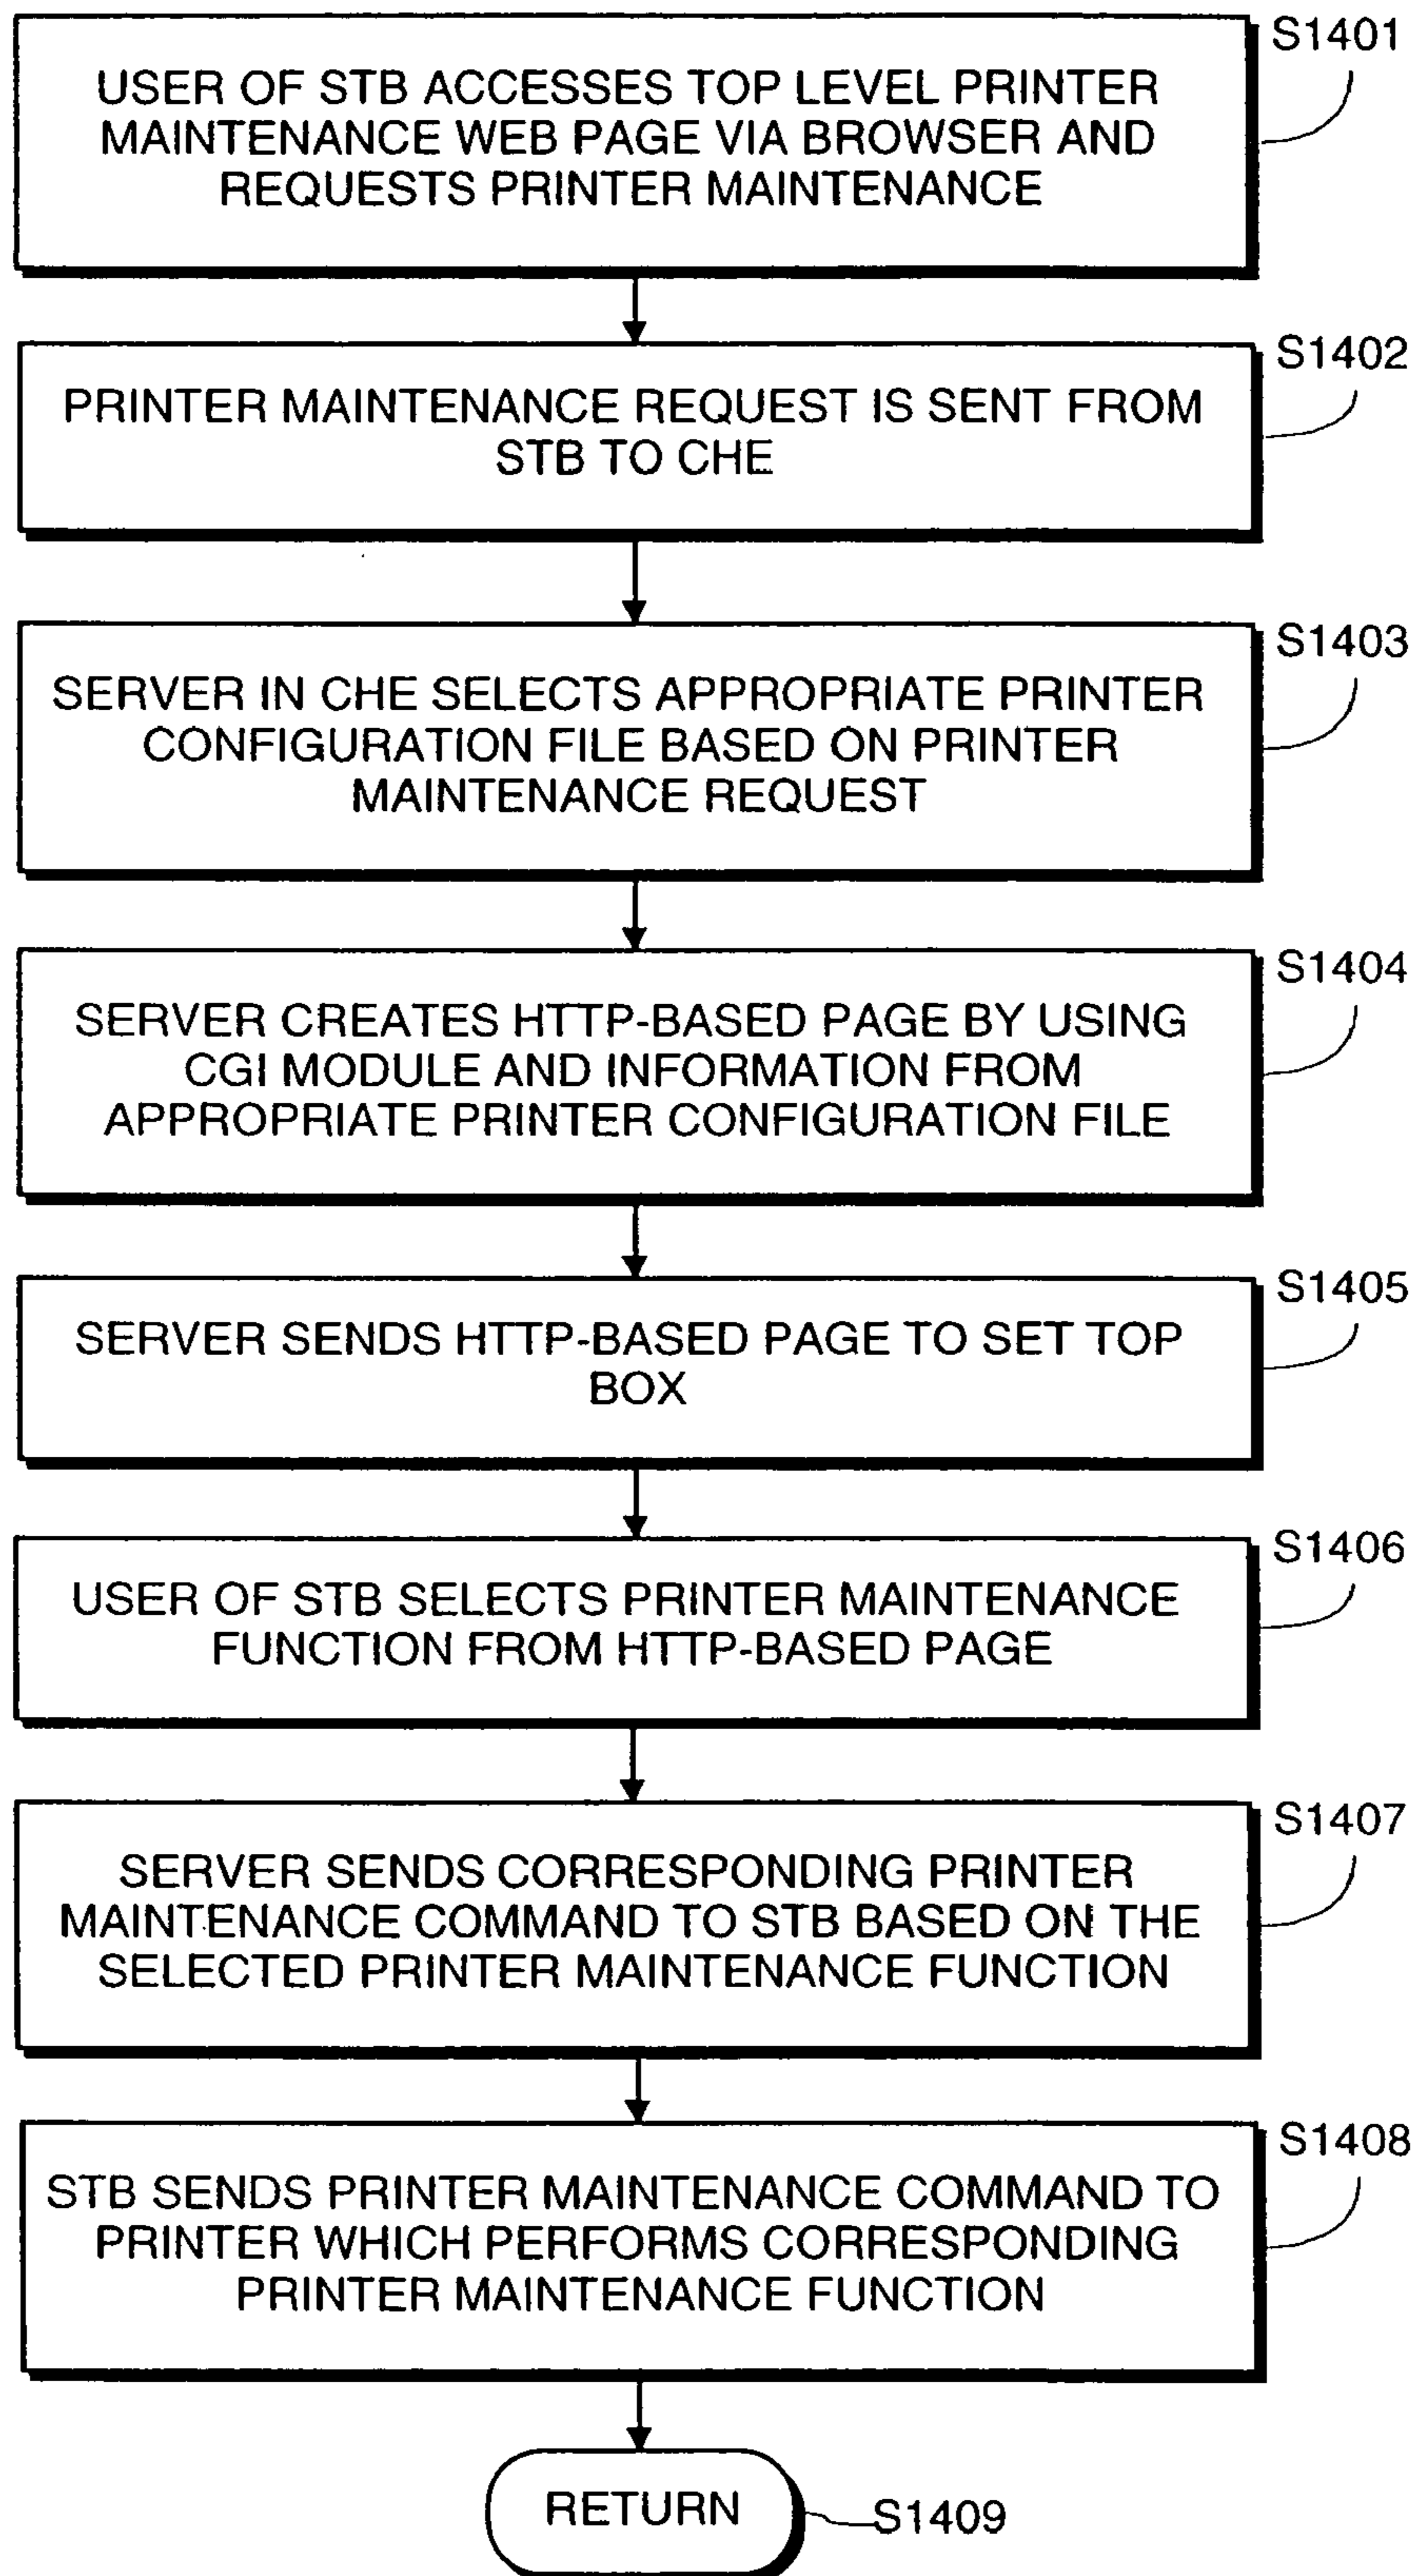 S1401
USER OF STB ACCESSES TOP LEVEL PRINTER
MAINTENANCE WEB PAGE VIA BROWSER AND
REQUESTS PRINTER MAINTENANCE
S1402
PRINTER MAINTENANCE REQUEST IS SENT FROM
STB TO CHE
S1403
SERVER IN CHE SELECTS APPROPRIATE PRINTER
CONFIGURATION FILE BASED ON PRINTER
MAINTENANCE REQUEST
S1404
SERVER CREATES HTTP-BASED PAGE BY USING
CGI MODULE AND INFORMATION FROM
APPROPRIATE PRINTER CONFIGURATION FILE
S1405
SERVER SENDS HTTP-BASED PAGE TO SET TOP
BOX
S1406
USER OF STB SELECTS PRINTER MAINTENANCE
FUNCTION FROM HTTP-BASED PAGE
S1407
SERVER SENDS CORRESPONDING PRINTER
MAINTENANCE COMMAND TO STB BASED ON THE
SELECTED PRINTER MAINTENANCE FUNCTION
S1408
STB SENDS PRINTER MAINTENANCE COMMAND TO
PRINTER WHICH PERFORMS CORRESPONDING
PRINTER MAINTENANCE FUNCTION
RETURN
S1409